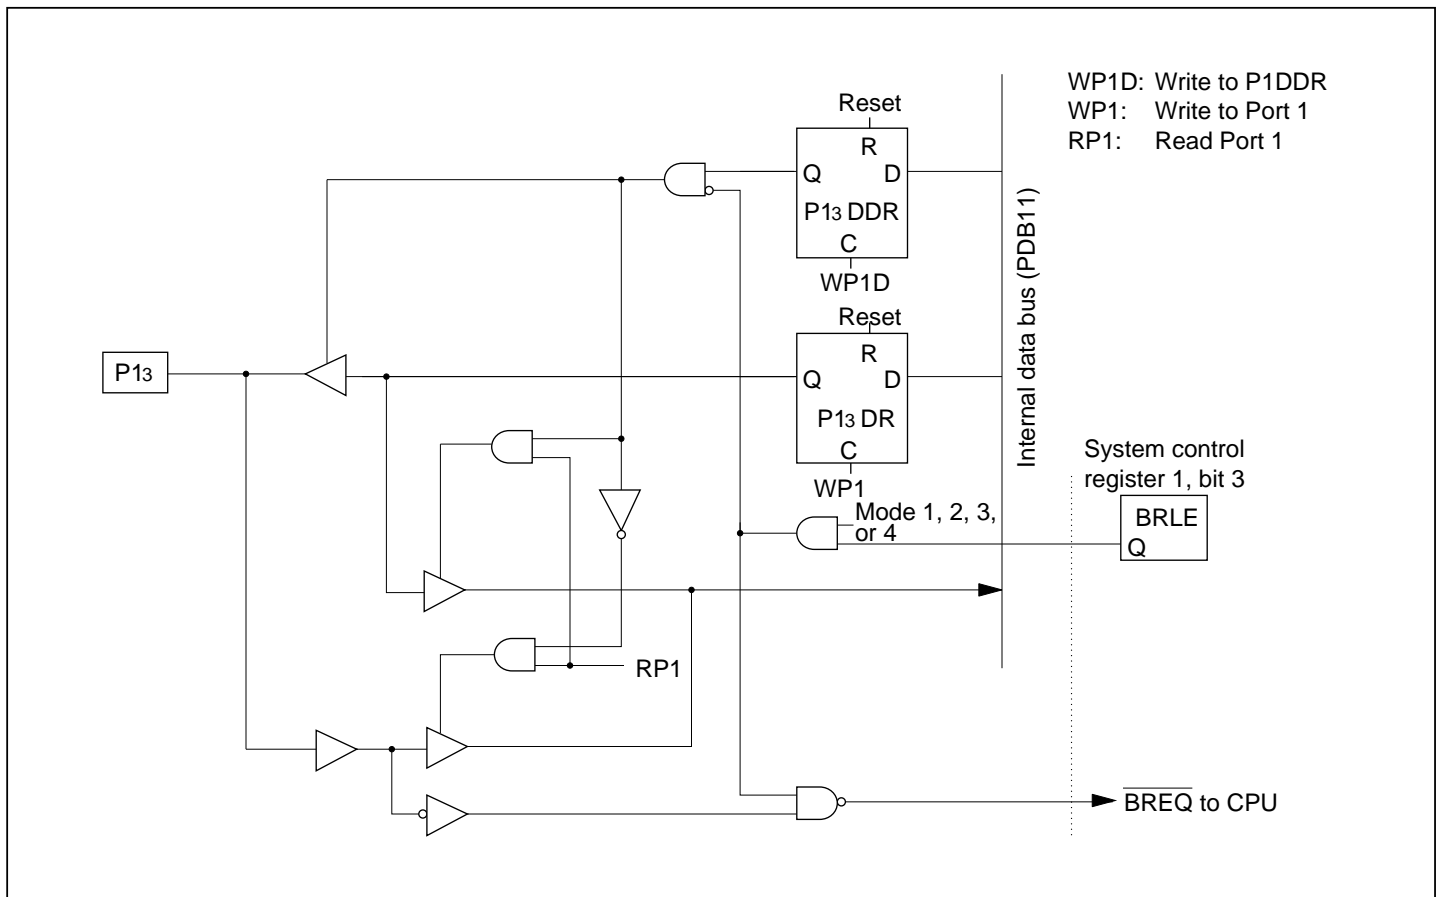 WP1D: Write to P1DDR
WP1: Write to Port 1
RP1: Read Port 1
Reset
R
Q D
P13 DDR
C
WP1D
Internal data bus (PDB11)
Reset
R
P13
Q D
P13 DR
C
WP1
System control
register 1, bit 3
Mode 1, 2, 3,
or 4
BRLE
Q
RP1
BREQ to CPU